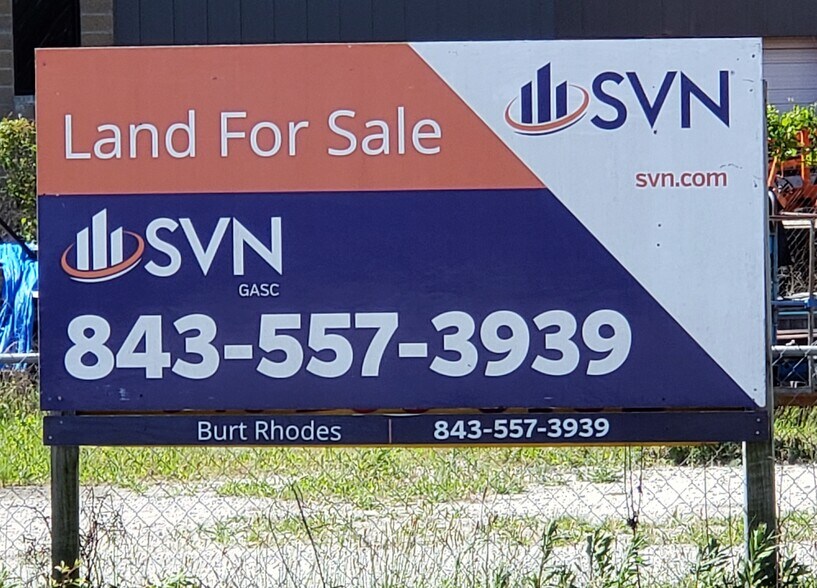 Land For Sale
SVN
svn.com
SVN
GASC
843-557-3939
Burt Rhodes | 843-557-3939